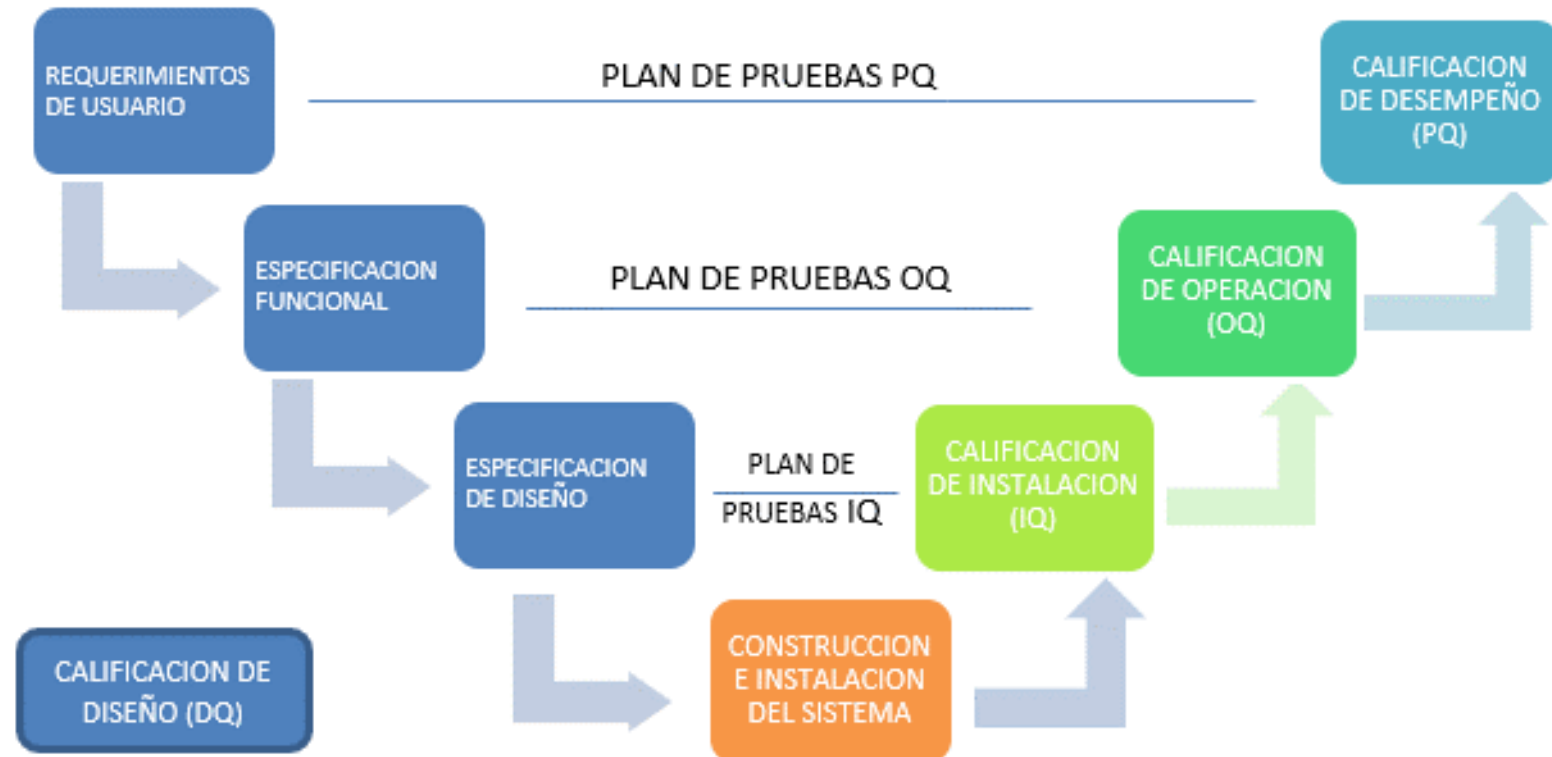 REQUERIMIENTOS
DE USUARIO
PLAN DE PRUEBAS PQ
CALIFICACION
DE DESEMPEÑO
(PQ)
ESPECIFICACION
FUNCIONAL
PLAN DE PRUEBAS OQ
CALIFICACION
DE OPERACION
(OQ)
ESPECIFICACION
DE DISEÑO
PLAN DE
PRUEBAS IQ
CALIFICACION
DE INSTALACION
(IQ)
CALIFICACION DE
DISEÑO (DQ)
CONSTRUCCION
E INSTALACION
DEL SISTEMA